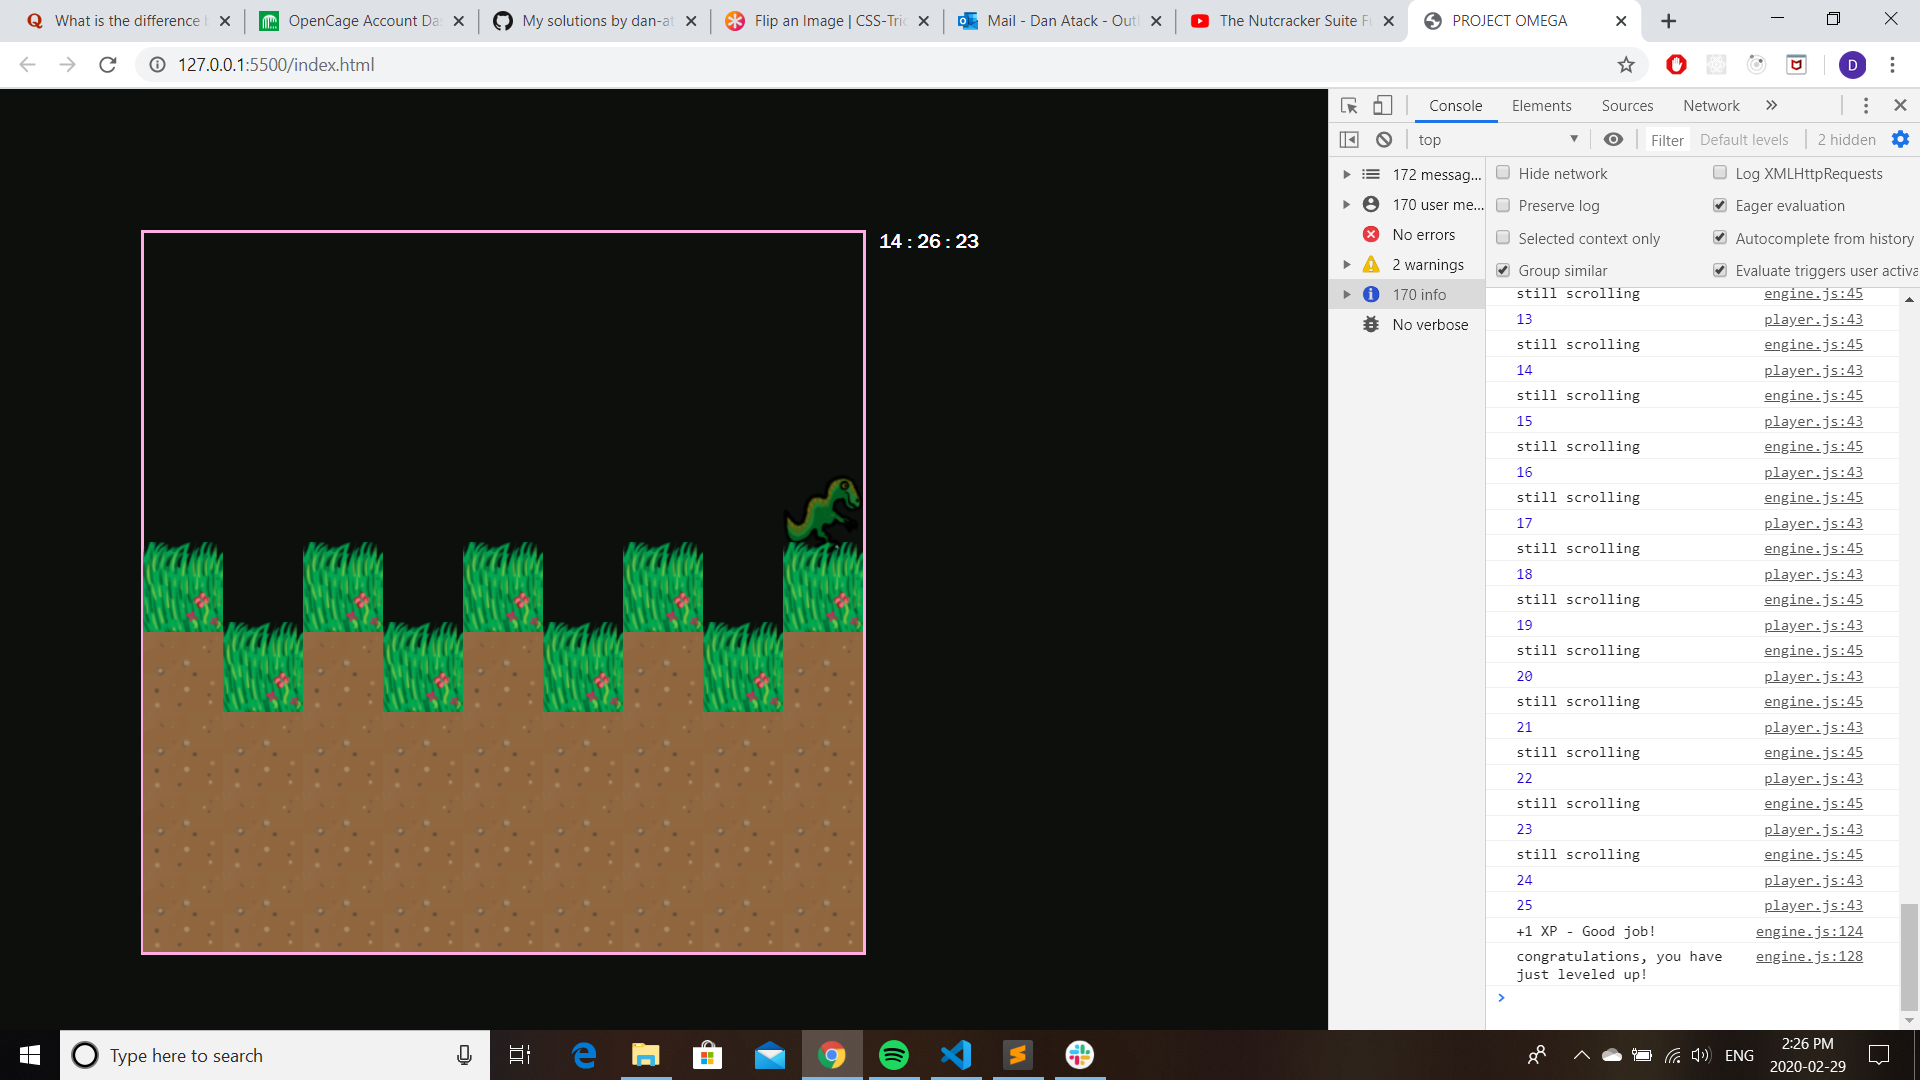 What is the difference
OpenCage Account Da
My solutions by dan-at
Flip an Image | CSS-Tric
Mail - Dan Atack - Outl
The Nutcracker Suite F
PROJECT OMEGA
127.0.0.1:5500/index.html
D
Console Elements Sources Network
top Filter Default levels 2 hidden
172 messag...
170 user me...
No errors
2 warnings
170 info
No verbose
Hide network Log XMLHttpRequests
Preserve log Eager evaluation
Selected context only Autocomplete from history
Group similar Evaluate triggers user activa
14 : 26 : 23
still scrolling engine.js:45
13 player.js:43
still scrolling engine.js:45
14 player.js:43
still scrolling engine.js:45
15 player.js:43
still scrolling engine.js:45
16 player.js:43
still scrolling engine.js:45
17 player.js:43
still scrolling engine.js:45
18 player.js:43
still scrolling engine.js:45
19 player.js:43
still scrolling engine.js:45
20 player.js:43
still scrolling engine.js:45
21 player.js:43
still scrolling engine.js:45
22 player.js:43
still scrolling engine.js:45
23 player.js:43
still scrolling engine.js:45
24 player.js:43
25 player.js:43
+1 XP - Good job! engine.js:124
congratulations, you have engine.js:128
just leveled up!
Type here to search
ENG
2:26 PM
2020-02-29